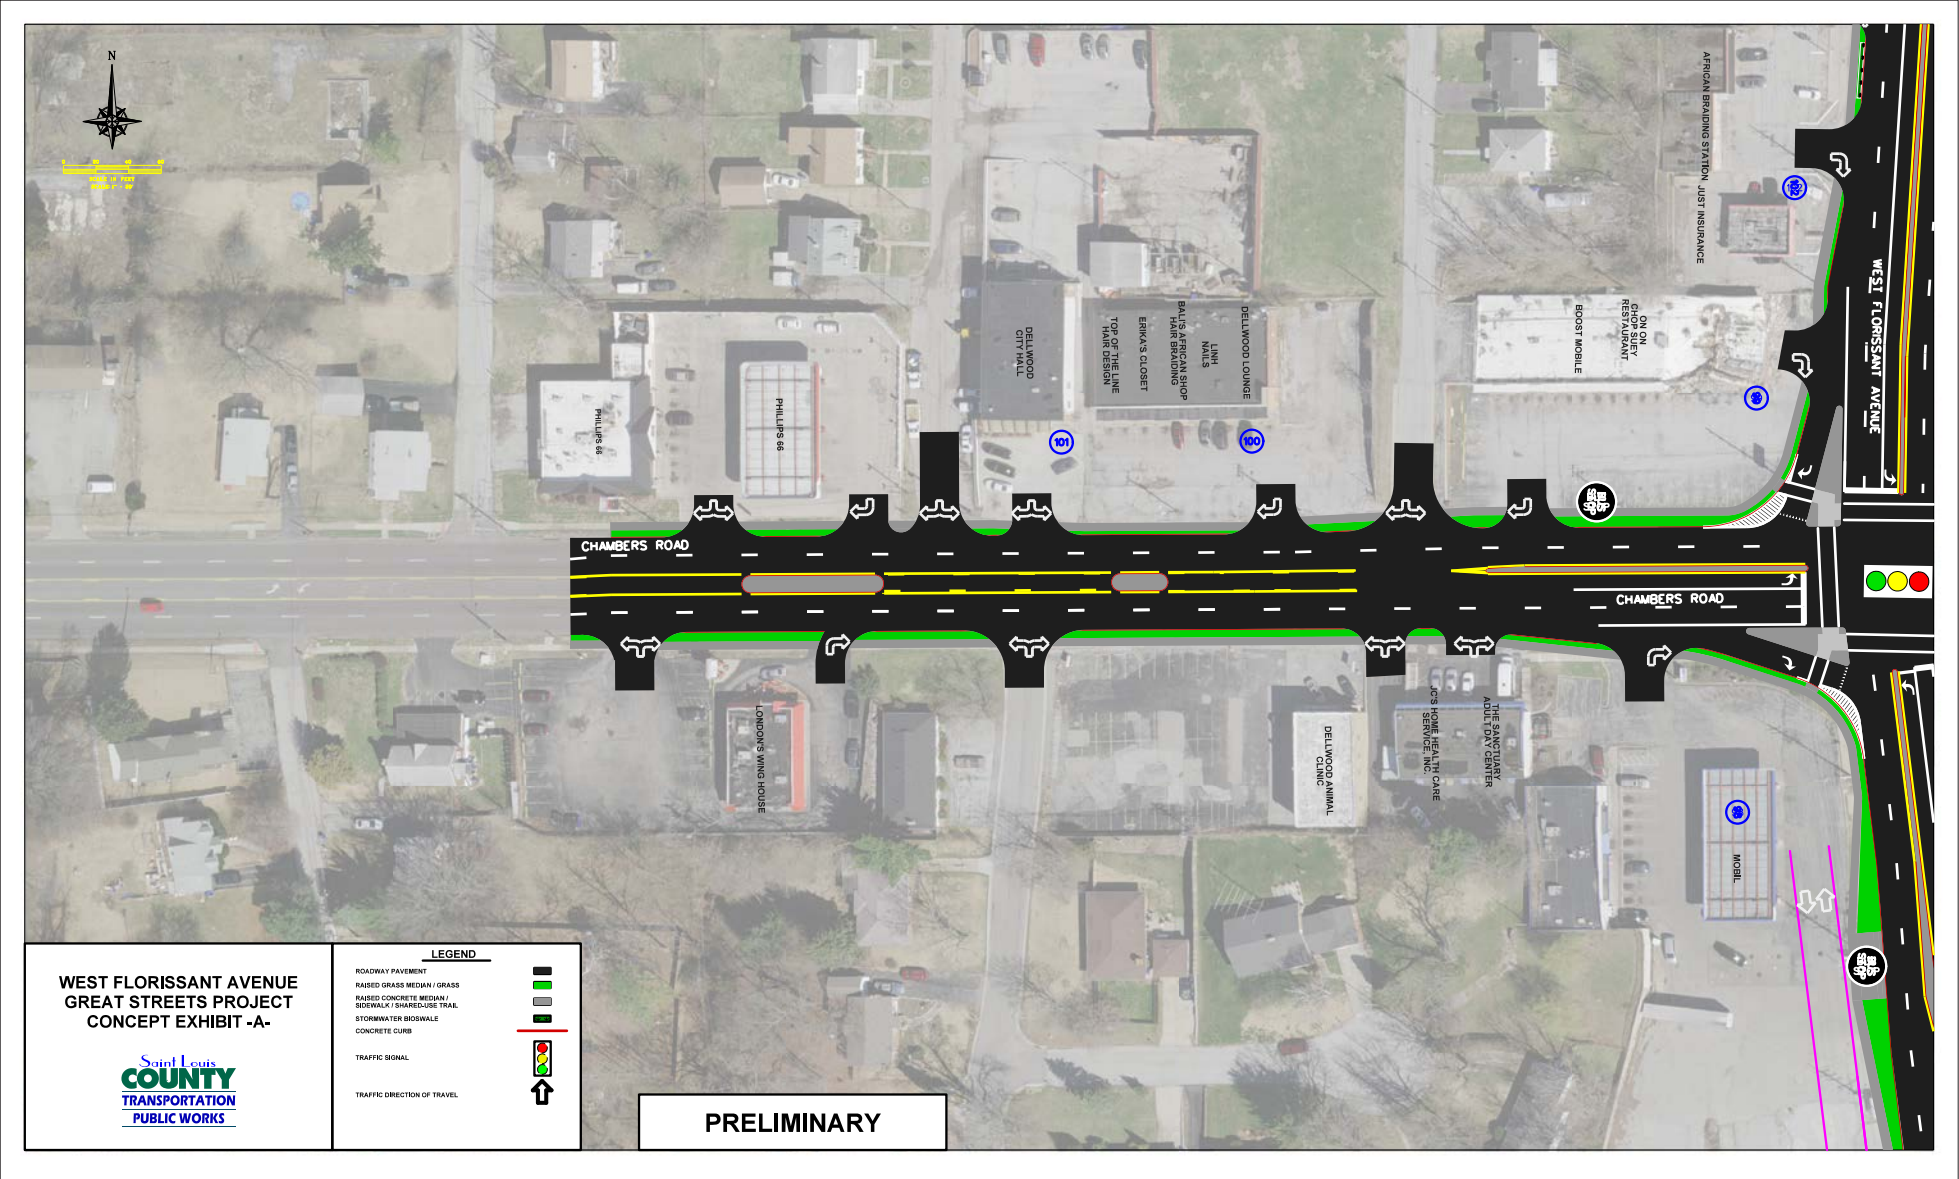 N
CHAMBERS ROAD
CHAMBERS ROAD
WEST FLORISSANT AVENUE
AFRICAN BRAIDING STATION
JUST INSURANCE
ON ON
CHOP SUEY
RESTAURANT
BOOST MOBILE
DELLWOOD LOUNGE
LINH
NAILS
BALI'S AFRICAN SHOP
HAIR BRAIDING
ERIKA'S CLOSET
TOP OF THE LINE
HAIR DESIGN
DELLWOOD
CITY HALL
PHILLIPS 66
PHILLIPS 66
101
100
102
LONDON'S WING HOUSE
DELLWOOD ANIMAL
CLINIC
JC'S HOME HEALTH CARE
SERVICE, INC.
THE SANCTUARY
ADULT DAY CENTER
MOBIL
WEST FLORISSANT AVENUE
GREAT STREETS PROJECT
CONCEPT EXHIBIT -A-
Saint Louis
COUNTY
TRANSPORTATION
PUBLIC WORKS
LEGEND
ROADWAY PAVEMENT
RAISED GRASS MEDIAN / GRASS
RAISED CONCRETE MEDIAN /
SIDEWALK / SHARED-USE TRAIL
STORMWATER BIOSWALE
CONCRETE CURB
TRAFFIC SIGNAL
TRAFFIC DIRECTION OF TRAVEL
PRELIMINARY